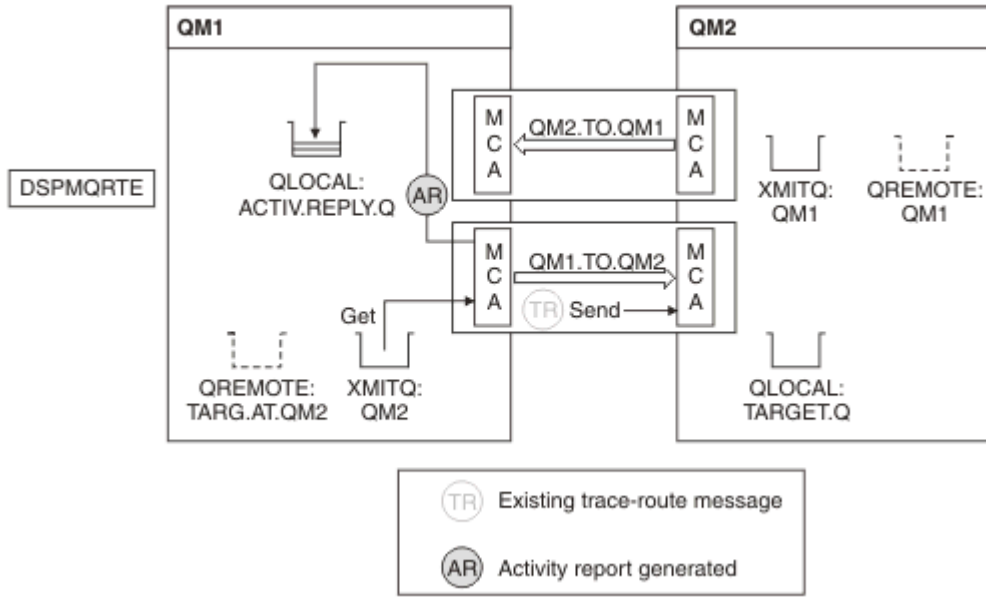 QM1
QM2
DSPMQRTE
QLOCAL:
ACTIV.REPLY.Q
AR
M
C
A
QM2.TO.QM1
M
C
A
XMITQ:
QM1
QREMOTE:
QM1
M
C
A
QM1.TO.QM2
TR
Send
M
C
A
Get
QREMOTE:
TARG.AT.QM2
XMITQ:
QM2
QLOCAL:
TARGET.Q
TR Existing trace-route message
AR Activity report generated